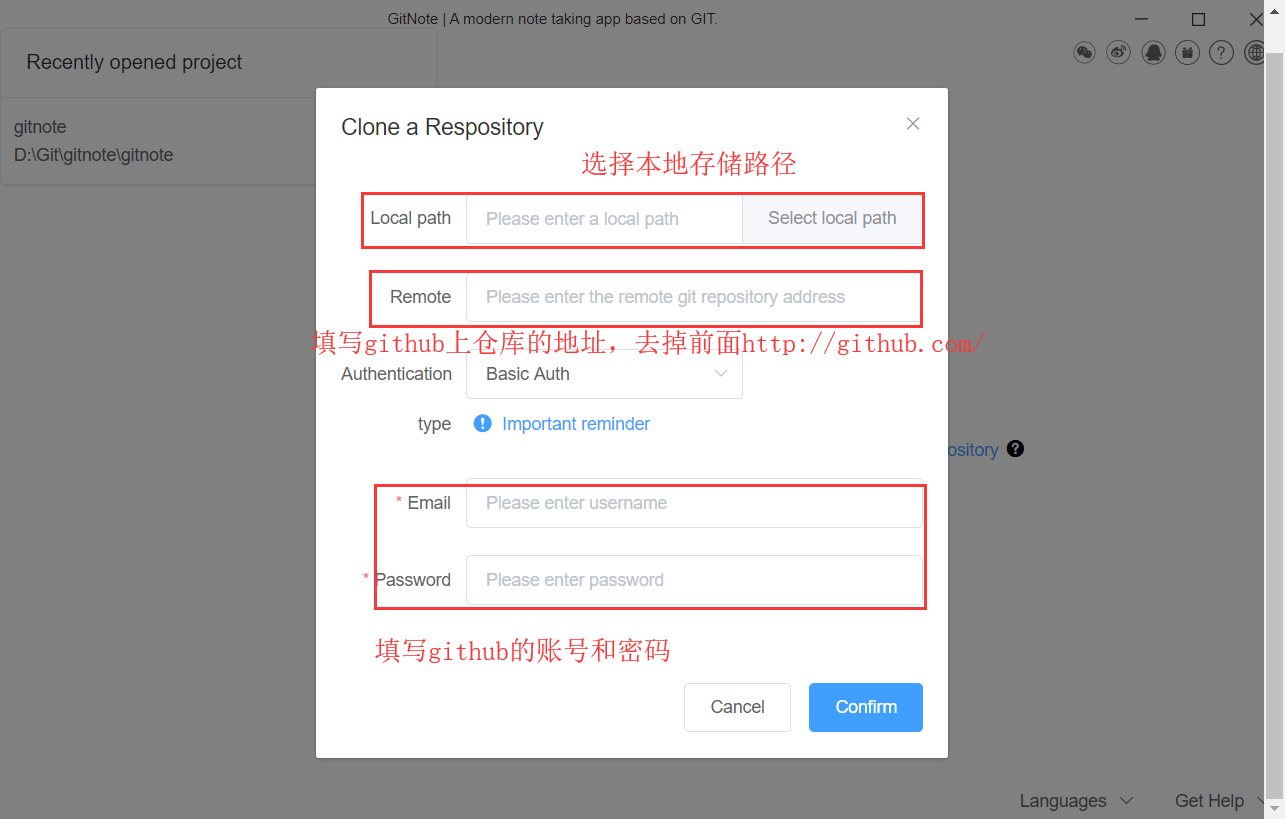 GitNote | A modern note taking app based on GIT.
Recently opened project
gitnote
D:\Git\gitnote\gitnote
Clone a Respository
选择本地存储路径
Local path
Please enter a local path
Select local path
Remote
Please enter the remote git repository address
填写github上仓库的地址，去掉前面http://github.com/
Authentication
type
Basic Auth
Important reminder
ository
* Email
Please enter username
* Password
Please enter password
填写github的账号和密码
Cancel
Confirm
Languages
Get Help